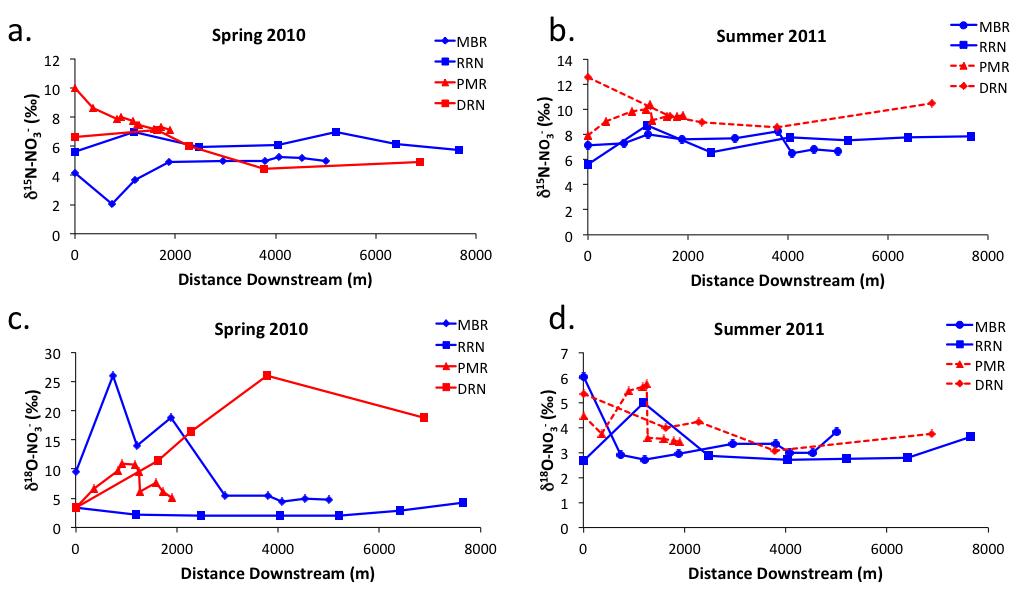 a.
Spring 2010
MBR
RRN
PMR
DRN
12
10
8
6
4
2
0
δ¹⁵N-NO₃⁻ (‰)
0 2000 4000 6000 8000
Distance Downstream (m)
b.
Summer 2011
MBR
RRN
PMR
DRN
14
12
10
8
6
4
2
0
δ¹⁵N-NO₃⁻ (‰)
0 2000 4000 6000 8000
Distance Downstream (m)
c.
Spring 2010
MBR
RRN
PMR
DRN
30
25
20
15
10
5
0
δ¹⁸O-NO₃⁻ (‰)
0 2000 4000 6000 8000
Distance Downstream (m)
d.
Summer 2011
MBR
RRN
PMR
DRN
7
6
5
4
3
2
1
0
δ¹⁸O-NO₃⁻ (‰)
0 2000 4000 6000 8000
Distance Downstream (m)